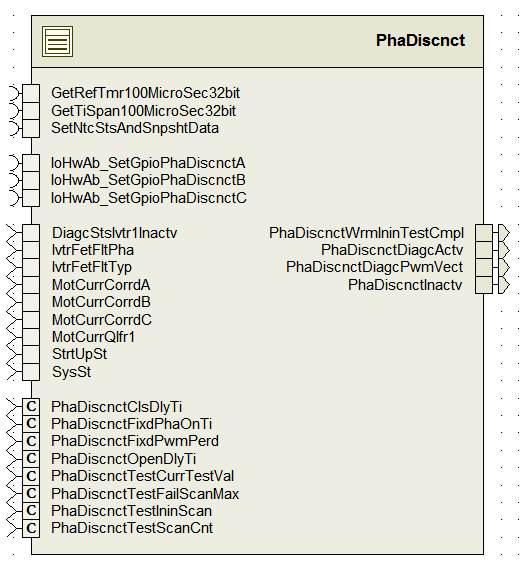 PhaDiscnct
GetRefTmr100MicroSec32bit
GetTiSpan100MicroSec32bit
SetNtcStsAndSnpshtData
IoHwAb_SetGpioPhaDiscnctA
IoHwAb_SetGpioPhaDiscnctB
IoHwAb_SetGpioPhaDiscnctC
DiagcStsIvtr1Inactv
IvtrFetFltPha
IvtrFetFltTyp
MotCurrCorrdA
MotCurrCorrdB
MotCurrCorrdC
MotCurrQlfr1
StrtUpSt
SysSt
PhaDiscnctWrmIninTestCmpl
PhaDiscnctDiagcActv
PhaDiscnctDiagcPwmVect
PhaDiscnctInactv
C PhaDiscnctClsDlyTi
C PhaDiscnctFixdPhaOnTi
C PhaDiscnctFixdPwmPerd
C PhaDiscnctOpenDlyTi
C PhaDiscnctTestCurrTestVal
C PhaDiscnctTestFailScanMax
C PhaDiscnctTestIninScan
C PhaDiscnctTestScanCnt